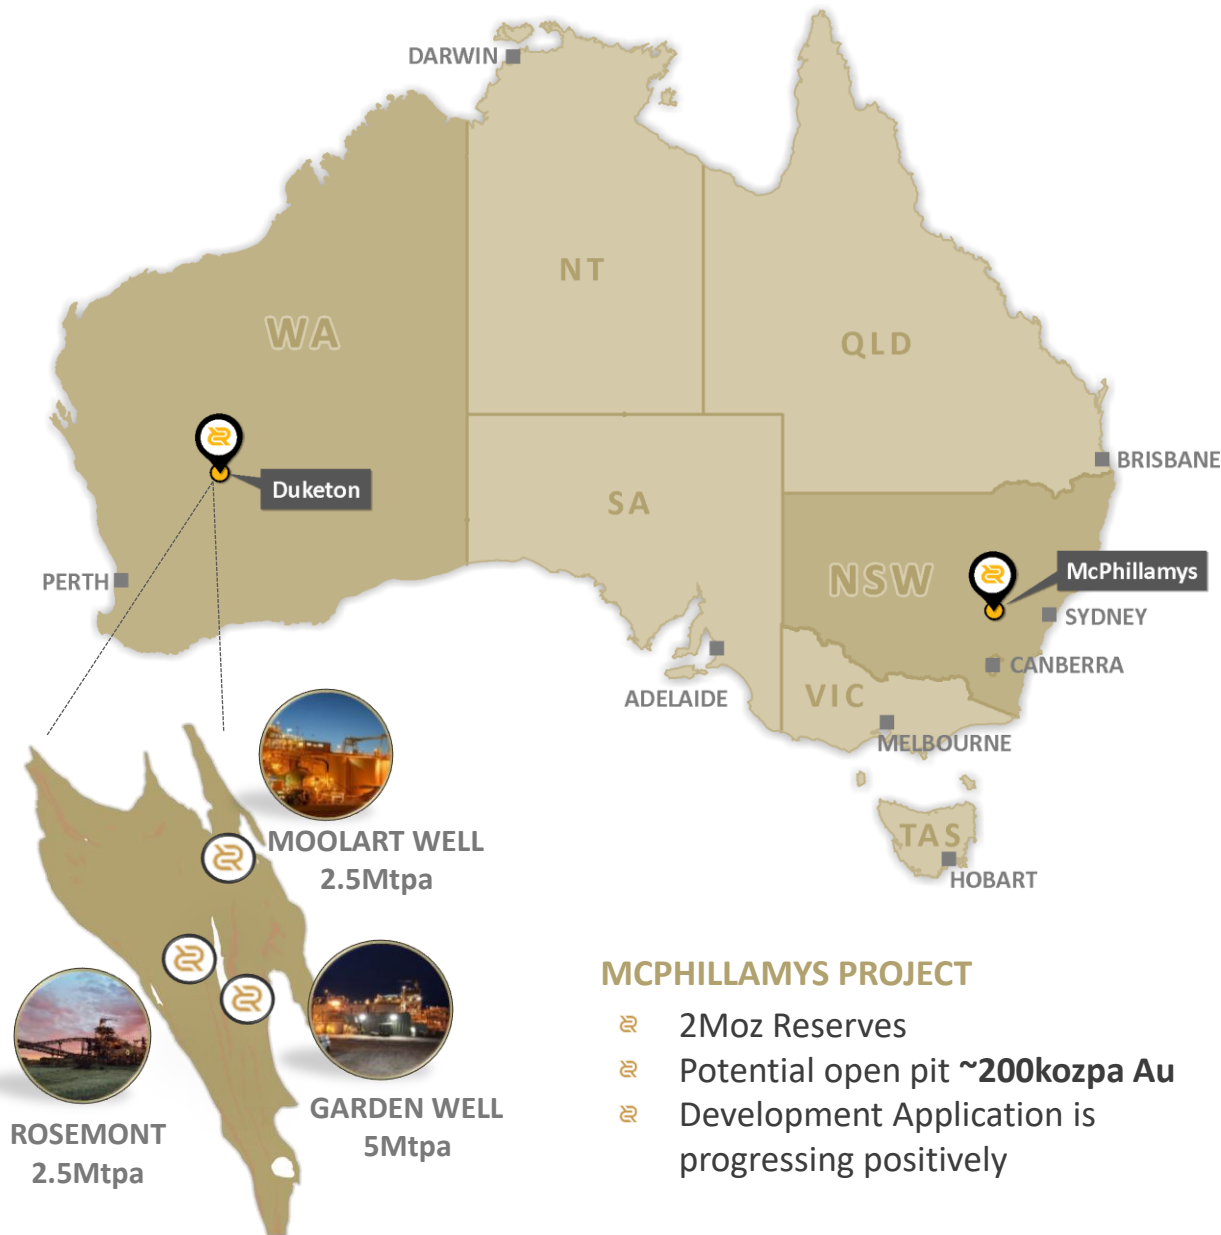 DARWIN
NT
WA
QLD
BRISBANE
Duketon
SA
McPhillamys
NSW
PERTH
SYDNEY
CANBERRA
ADELAIDE
VIC
MELBOURNE
TAS
HOBART
MOOLART WELL
2.5Mtpa
GARDEN WELL
5Mtpa
ROSEMONT
2.5Mtpa
MCPHILLAMYS PROJECT
2Moz Reserves
Potential open pit ~200kozpa Au
Development Application is
progressing positively